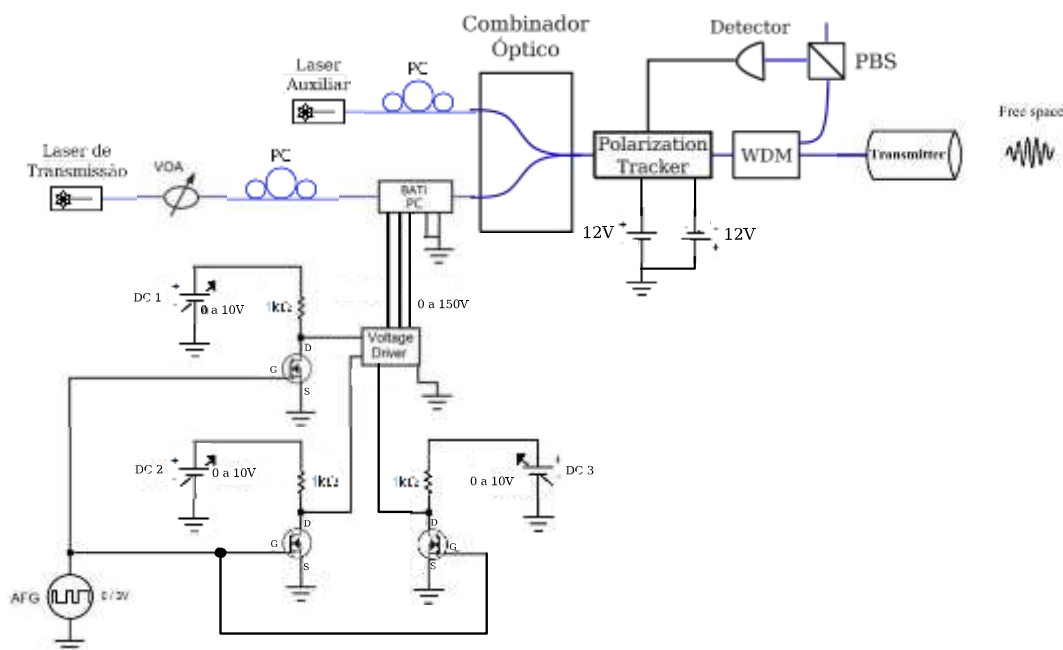 Combinador
Óptico
Detector
PBS
Laser
Auxiliar
PC
Free space
Laser de
Transmissão
VOA
PC
Polarization
Tracker
WDM
Transmitter
BATI
PC
12V
+
-
+
12V
DC 1
+
-
0 a 10V
1kΩ
0 a 150V
D
G
S
Voltage
Driver
DC 2
+
-
0 a 10V
1kΩ
1kΩ
0 a 10V
+
-
DC 3
D
G
S
D
G
S
AFG